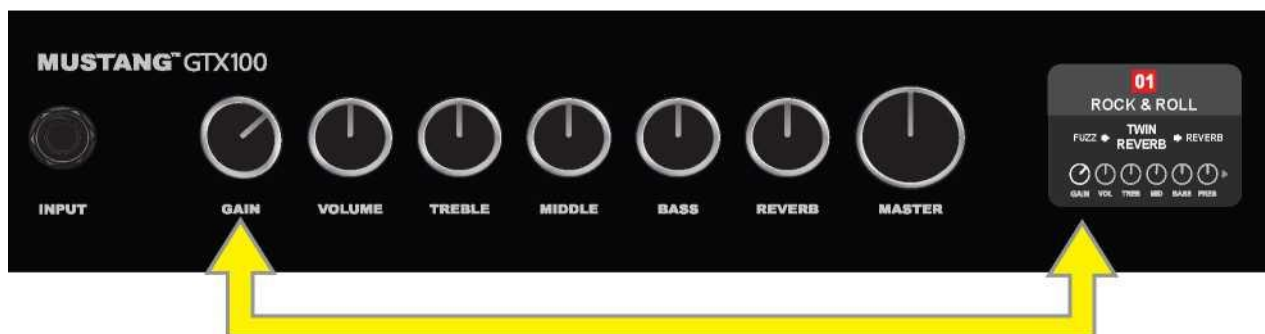 MUSTANG™ GTX100
INPUT
GAIN
VOLUME
TREBLE
MIDDLE
BASS
REVERB
MASTER
01
ROCK & ROLL
FUZZ TWIN REVERB REVERB
GAIN VOL TREB MID BASS PRES